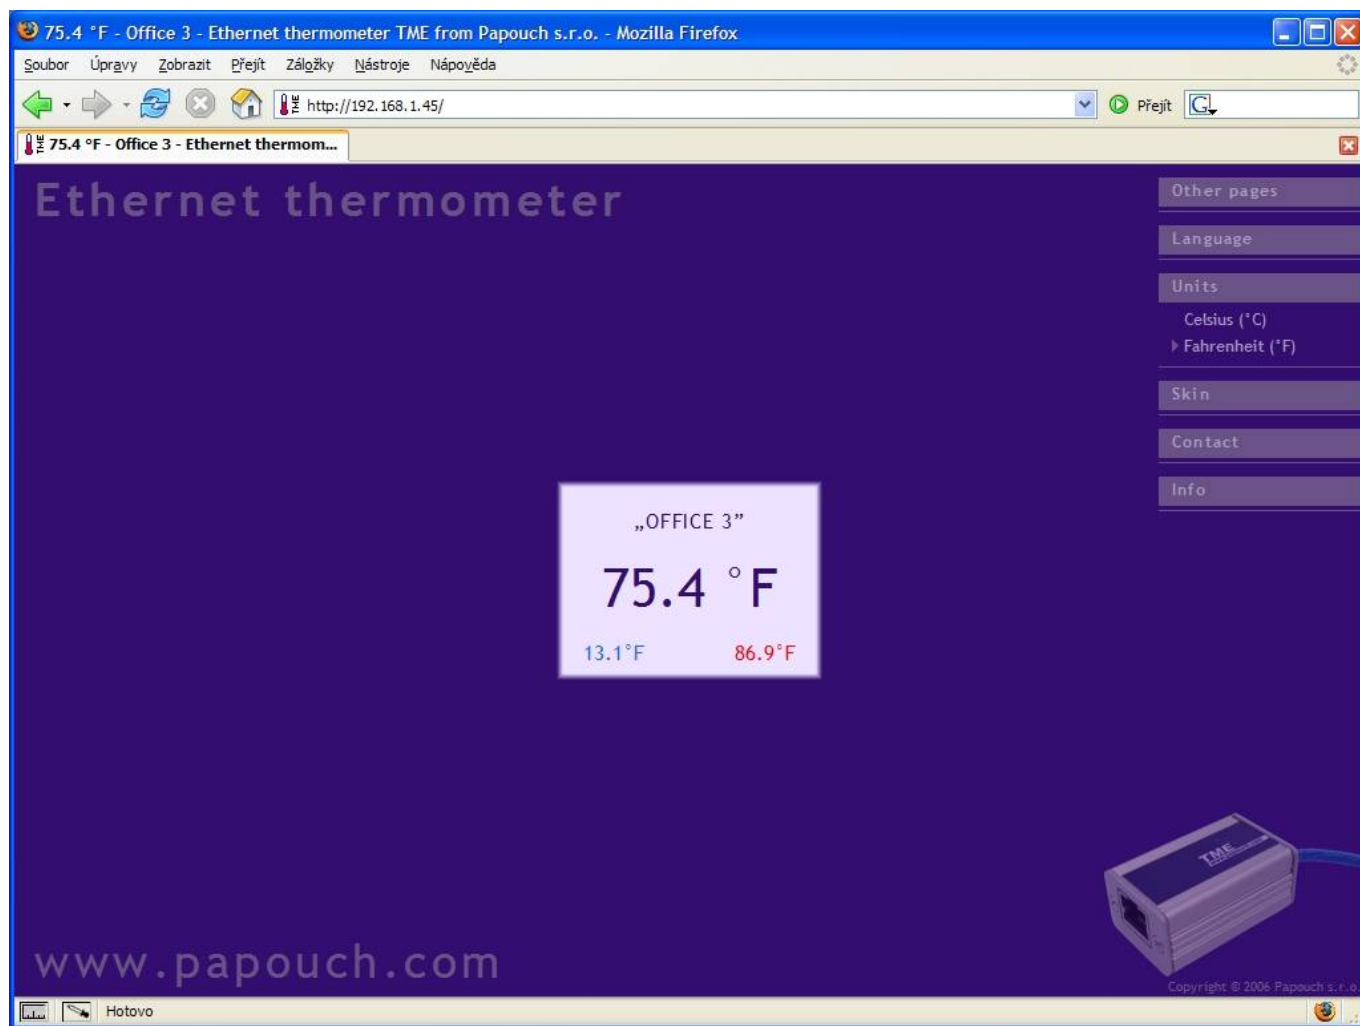 75.4 °F - Office 3 - Ethernet thermometer TME from Papouch s.r.o. - Mozilla Firefox
Soubor Úpravy Zobrazit Přejít Záložky Nástroje Nápověda
http://192.168.1.45/ Přejít
75.4 °F - Office 3 - Ethernet thermom...
Ethernet thermometer
Other pages
Language
Units
Celsius (°C)
Fahrenheit (°F)
Skin
Contact
Info
„OFFICE 3”
75.4 °F
13.1°F 86.9°F
TME
www.papouch.com
Copyright © 2006 Papouch s.r.o.
Hotovo